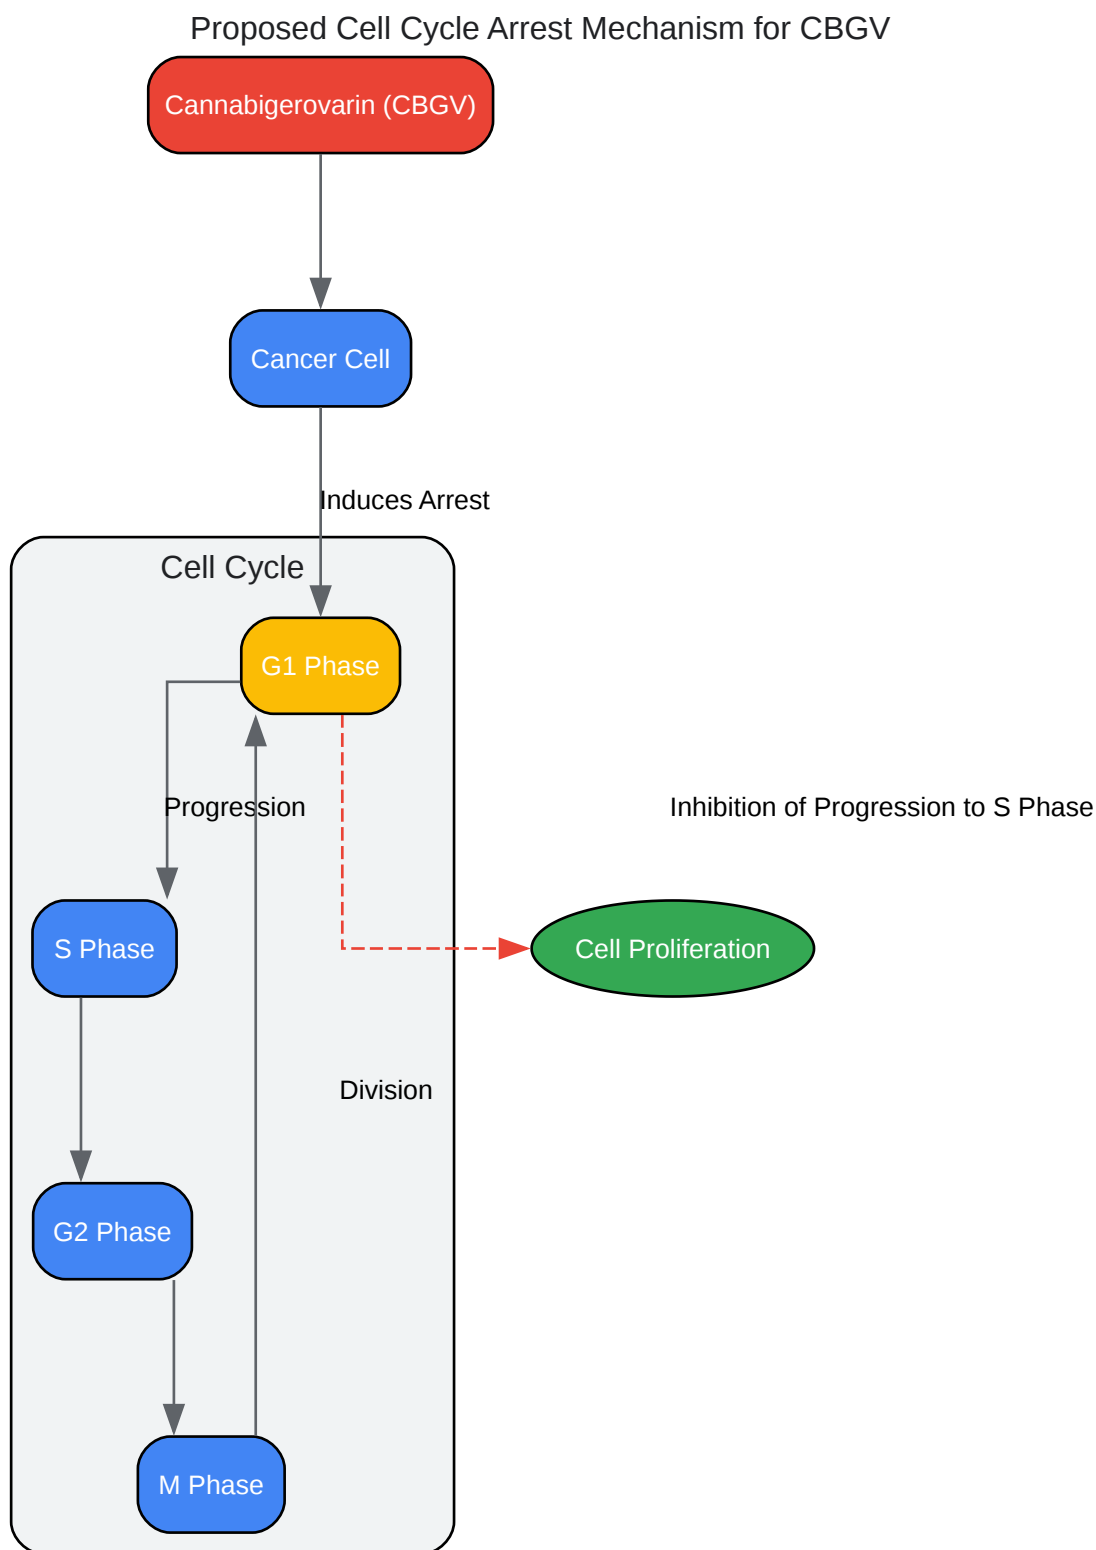 Proposed Cell Cycle Arrest Mechanism for CBGV
Cannabigerovarin (CBGV)
Cancer Cell
Induces Arrest
Cell Cycle
G1 Phase
Progression
Inhibition of Progression to S Phase
S Phase
Cell Proliferation
Division
G2 Phase
M Phase